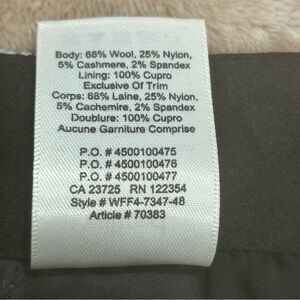 Body: 68% Wool, 25% Nylon,
5% Cashmere, 2% Spandex
Lining: 100% Cupro
Exclusive Of Trim
Corps: 68% Laine, 25% Nylon,
5% Cachemire, 2% Spandex
Doublure: 100% Cupro
Aucune Garniture Comprise
P.O. # 4500100475
P.O. # 4500100476
P.O. # 4500100477
CA 23725 RN 122354
Style # WFF4-7347-48
Article # 70383